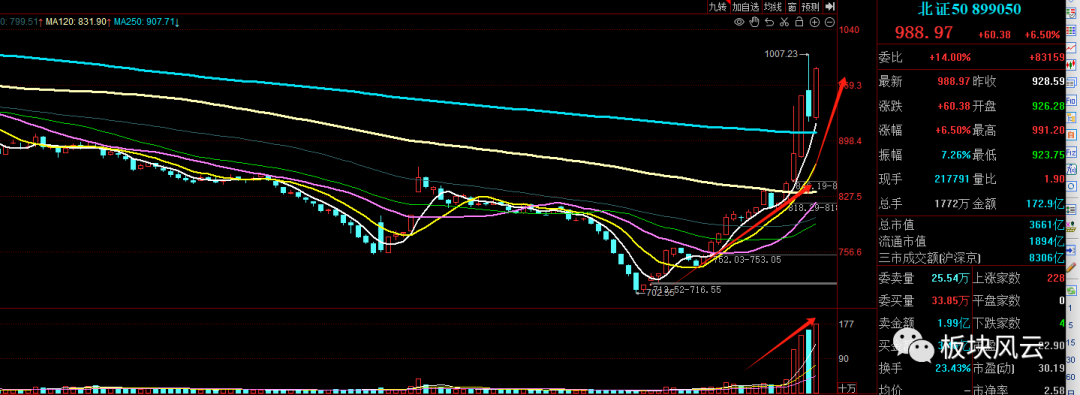 九转 加自选 均线 窗 预测
0: 799.51↑ MA120: 831.90↑ MA250: 907.71↓
1007.23
702.55
713.52-716.55
752.03-753.05
1040
898.4
827.5
756.6
177
90
十万
北证50 899050
988.97 +60.38 +6.50%
委比 +14.00% +83159
最新 988.97 昨收 928.59
涨跌 +60.38 开盘 926.28
涨幅 +6.50% 最高 991.20
振幅 7.26% 最低 923.75
现手 217791 量比 1.90
总手 1772万 金额 172.9亿
总市值 3661亿
流通市值 1894亿
三市成交额(沪深京) 8306亿
委卖量 25.54万 上涨家数 228
委买量 33.85万 平盘家数 0
卖金额 1.99亿 下跌家数 4
22.90
换手 23.43% 市盈(动) 30.19
均价 - 市净率 2.58
板块风云